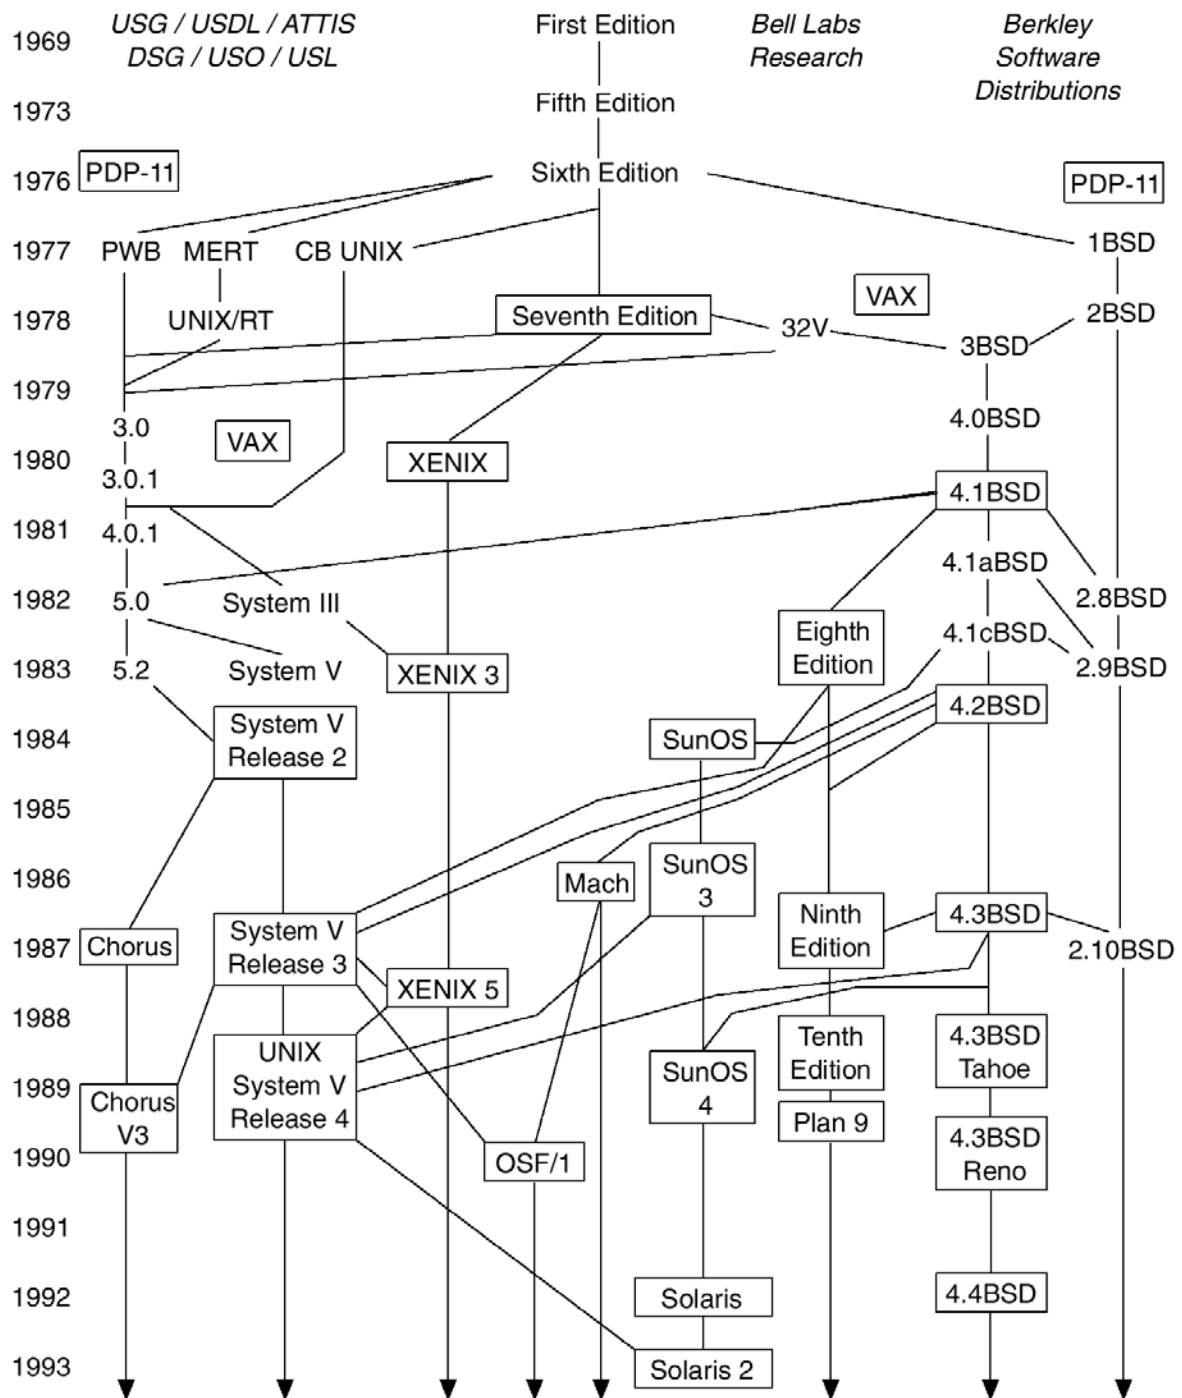 USG / USDL / ATTIS
DSG / USO / USL
First Edition
Bell Labs
Research
Berkley
Software
Distributions
1969
1973
Fifth Edition
1976
PDP-11
Sixth Edition
PDP-11
1977
PWB
MERT
CB UNIX
1BSD
VAX
1978
UNIX/RT
Seventh Edition
32V
2BSD
3BSD
1979
3.0
VAX
4.0BSD
1980
XENIX
3.0.1
4.1BSD
1981
4.0.1
4.1aBSD
1982
5.0
System III
2.8BSD
Eighth
Edition
4.1cBSD
1983
5.2
System V
XENIX 3
2.9BSD
4.2BSD
1984
System V
Release 2
SunOS
1985
1986
Mach
SunOS
3
1987
Chorus
System V
Release 3
Ninth
Edition
4.3BSD
2.10BSD
XENIX 5
1988
UNIX
System V
Release 4
Tenth
Edition
4.3BSD
Tahoe
1989
Chorus
V3
SunOS
4
Plan 9
1990
OSF/1
4.3BSD
Reno
1991
1992
Solaris
4.4BSD
1993
Solaris 2